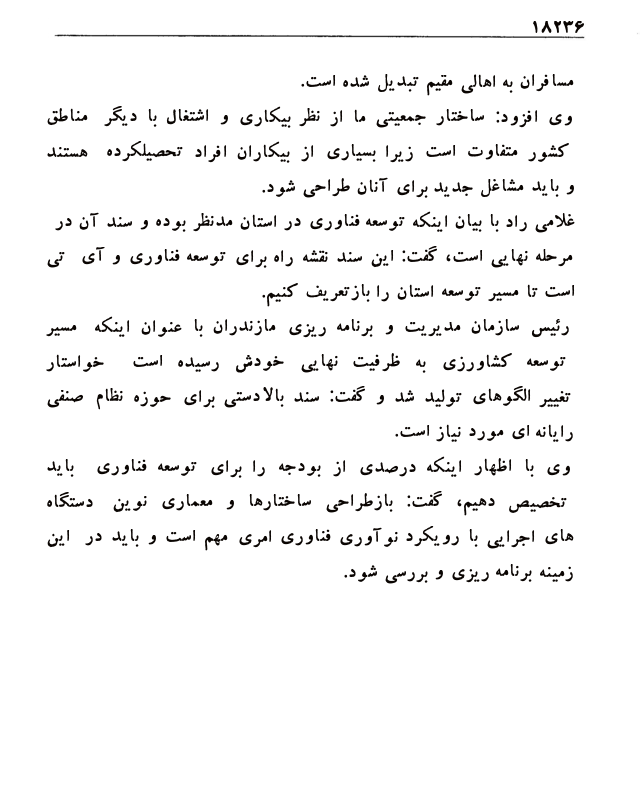 ۱۸۲۳۶
مسافران به اهالی مقیم تبدیل شده است.
وی افزود: ساختار جمعیتی ما از نظر بیکاری و اشتغال با دیگر مناطق
کشور متفاوت است زیرا بسیاری از بیکاران افراد تحصیلکرده هستند
و باید مشاغل جدید برای آنان طراحی شود.
غلامی راد با بیان اینکه توسعه فناوری در استان مدنظر بوده و سند آن در
مرحله نهایی است، گفت: این سند نقشه راه برای توسعه فناوری و آی تی
است تا مسیر توسعه استان را بازتعریف کنیم.
رئیس سازمان مدیریت و برنامه ریزی مازندران با عنوان اینکه مسیر
توسعه کشاورزی به ظرفیت نهایی خودش رسیده است خواستار
تغییر الگوهای تولید شد و گفت: سند بالادستی برای حوزه نظام صنفی
رایانه ای مورد نیاز است.
وی با اظهار اینکه درصدی از بودجه را برای توسعه فناوری باید
تخصیص دهیم، گفت: بازطراحی ساختارها و معماری نوین دستگاه
های اجرایی با رویکرد نوآوری فناوری امری مهم است و باید در این
زمینه برنامه ریزی و بررسی شود.